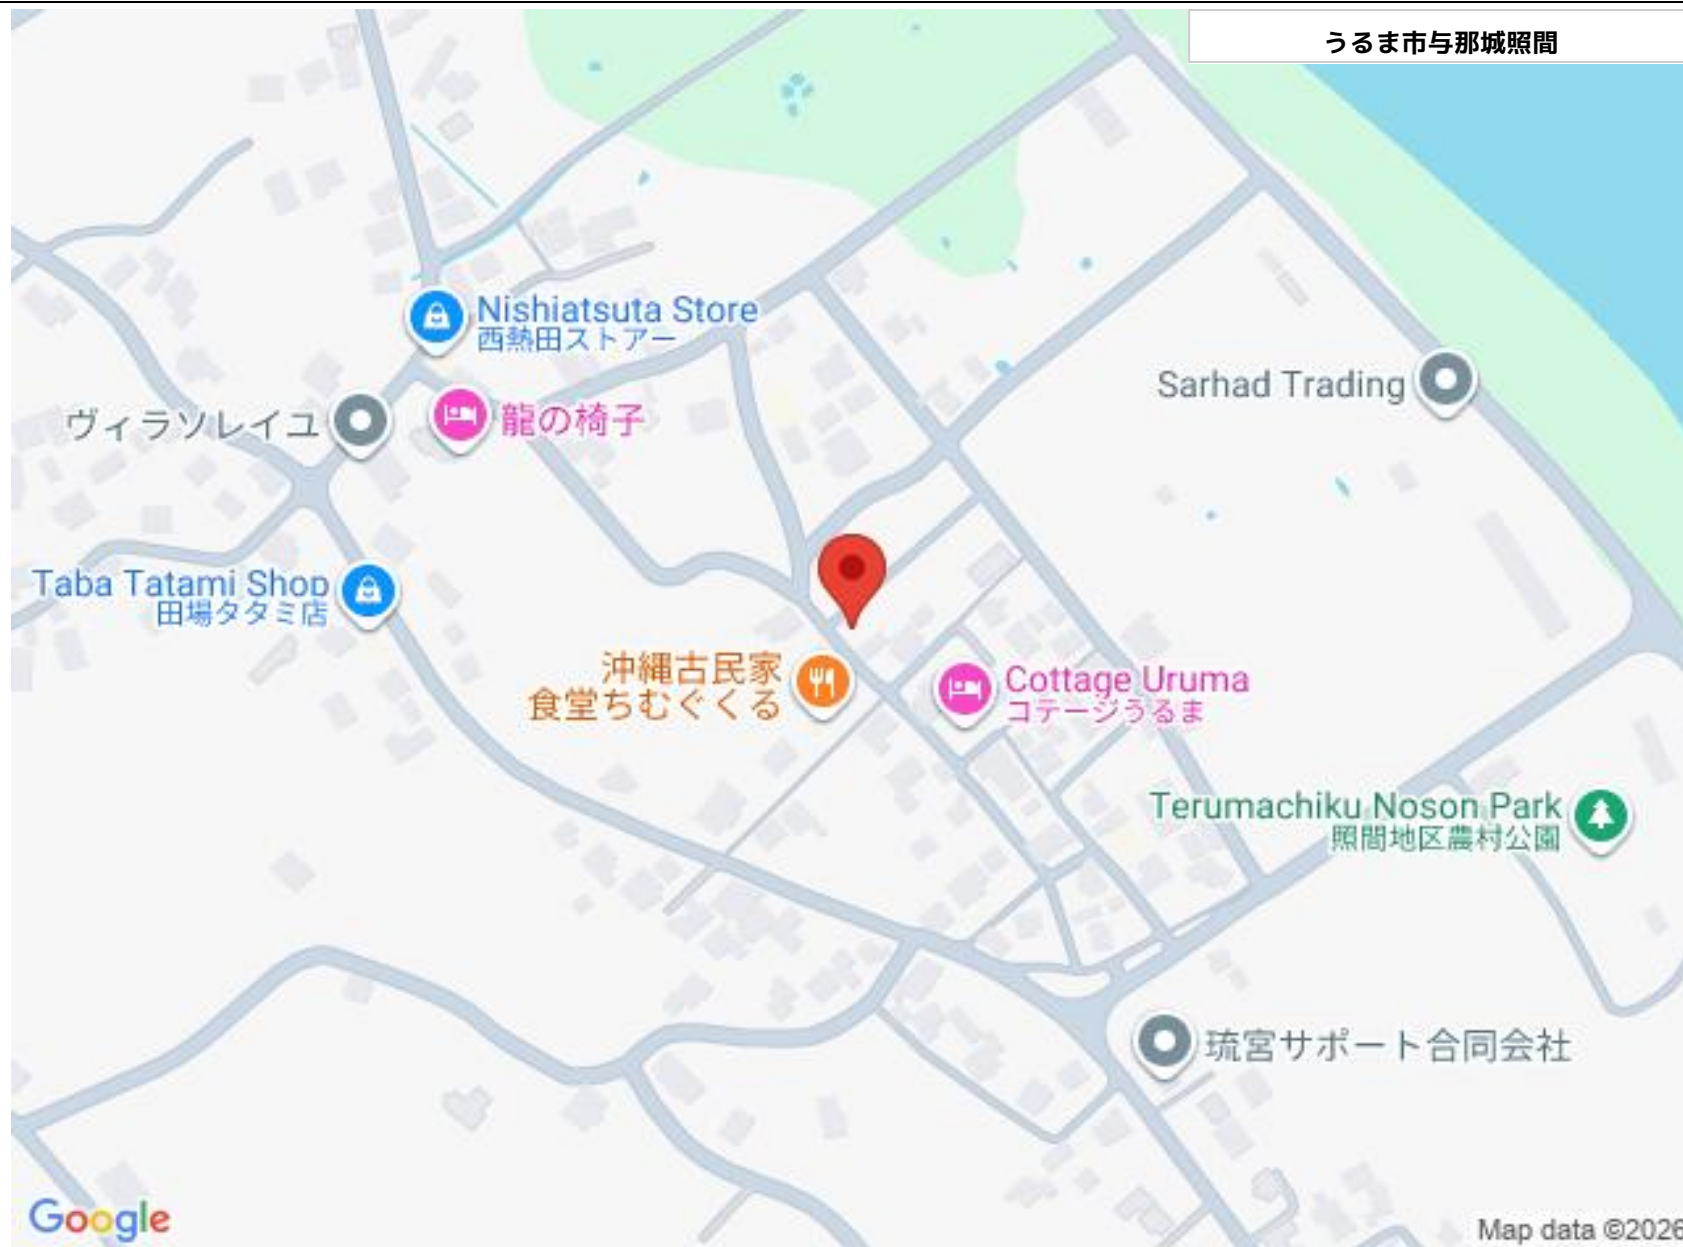 うるま市与那城照間
Nishiatsuta Store
西熱田ストアー
Sarhad Trading
ヴィラソレイユ
龍の椅子
Taba Tatami Shop
田場タタミ店
沖縄古民家
食堂ちむぐくる
Cottage Uruma
コテージうるま
Terumachiku Noson Park
照間地区農村公園
琉宮サポート合同会社
Google
Map data ©2026